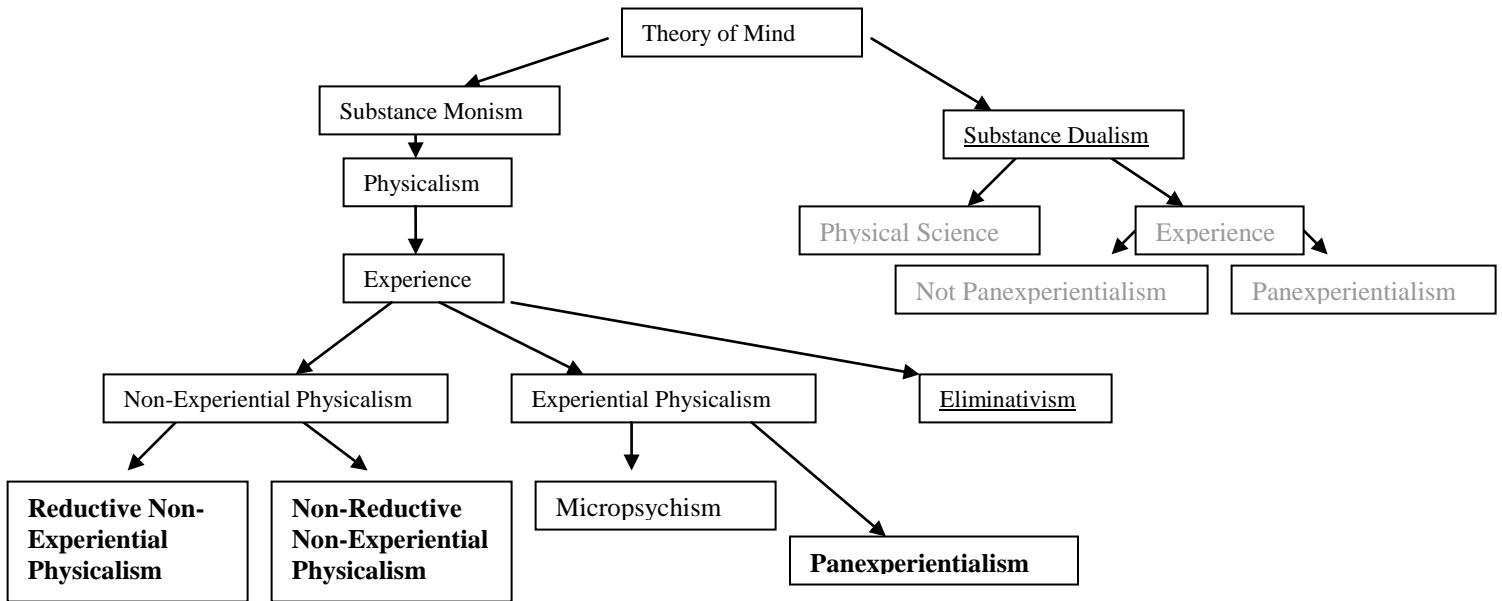 Theory of Mind
Substance Monism
Substance Dualism
Physicalism
Physical Science
Experience
Experience
Not Panexperientialism
Panexperientialism
Non-Experiential Physicalism
Experiential Physicalism
Eliminativism
Reductive Non-
Experiential
Physicalism
Non-Reductive
Non-Experiential
Physicalism
Micropsychism
Panexperientialism